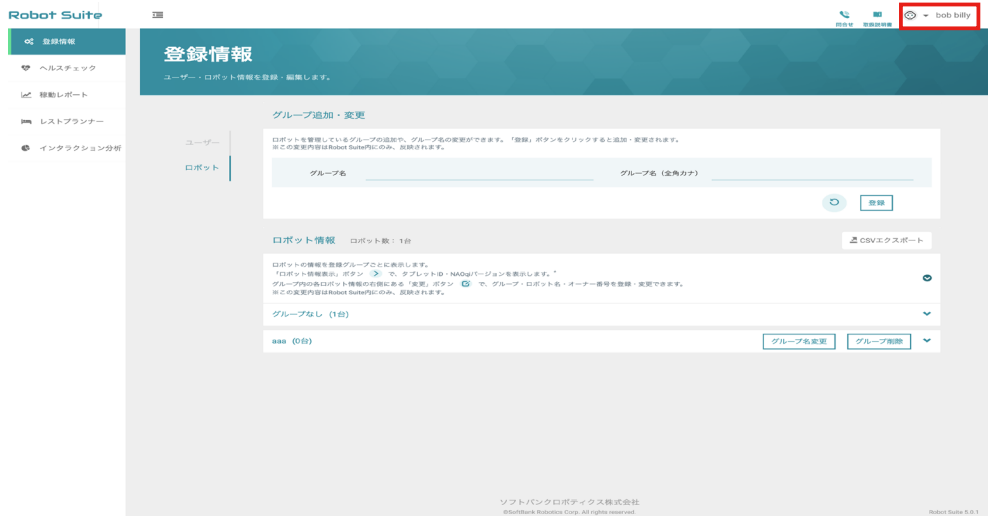 Robot Suite
問合せ
取扱説明書
bob billy
登録情報
ヘルスチェック
稼動レポート
レストプランナー
インタラクション分析
登録情報
ユーザー・ロボット情報を登録・編集します。
ユーザー
ロボット
グループ追加・変更
ロボットを管理しているグループの追加や、グループ名の変更ができます。「登録」ボタンをクリックすると追加・変更されます。
※この変更内容はRobot Suite内にのみ、反映されます。
グループ名
グループ名（全角カナ）
登録
ロボット情報 ロボット数：1台
CSVエクスポート
ロボットの情報を登録グループごとに表示します。
「ロボット情報表示」ボタン > で、タブレットID・NAOqiバージョンを表示します。*
グループ内の各ロボット情報の右側にある「変更」ボタン で、グループ・ロボット名・オーナー番号を登録・変更できます。
※この変更内容はRobot Suite内にのみ、反映されます。
グループなし (1台)
aaa (0台)
グループ名変更
グループ削除
ソフトバンクロボティクス株式会社
©SoftBank Robotics Corp. All rights reserved.
Robot Suite 5.0.1